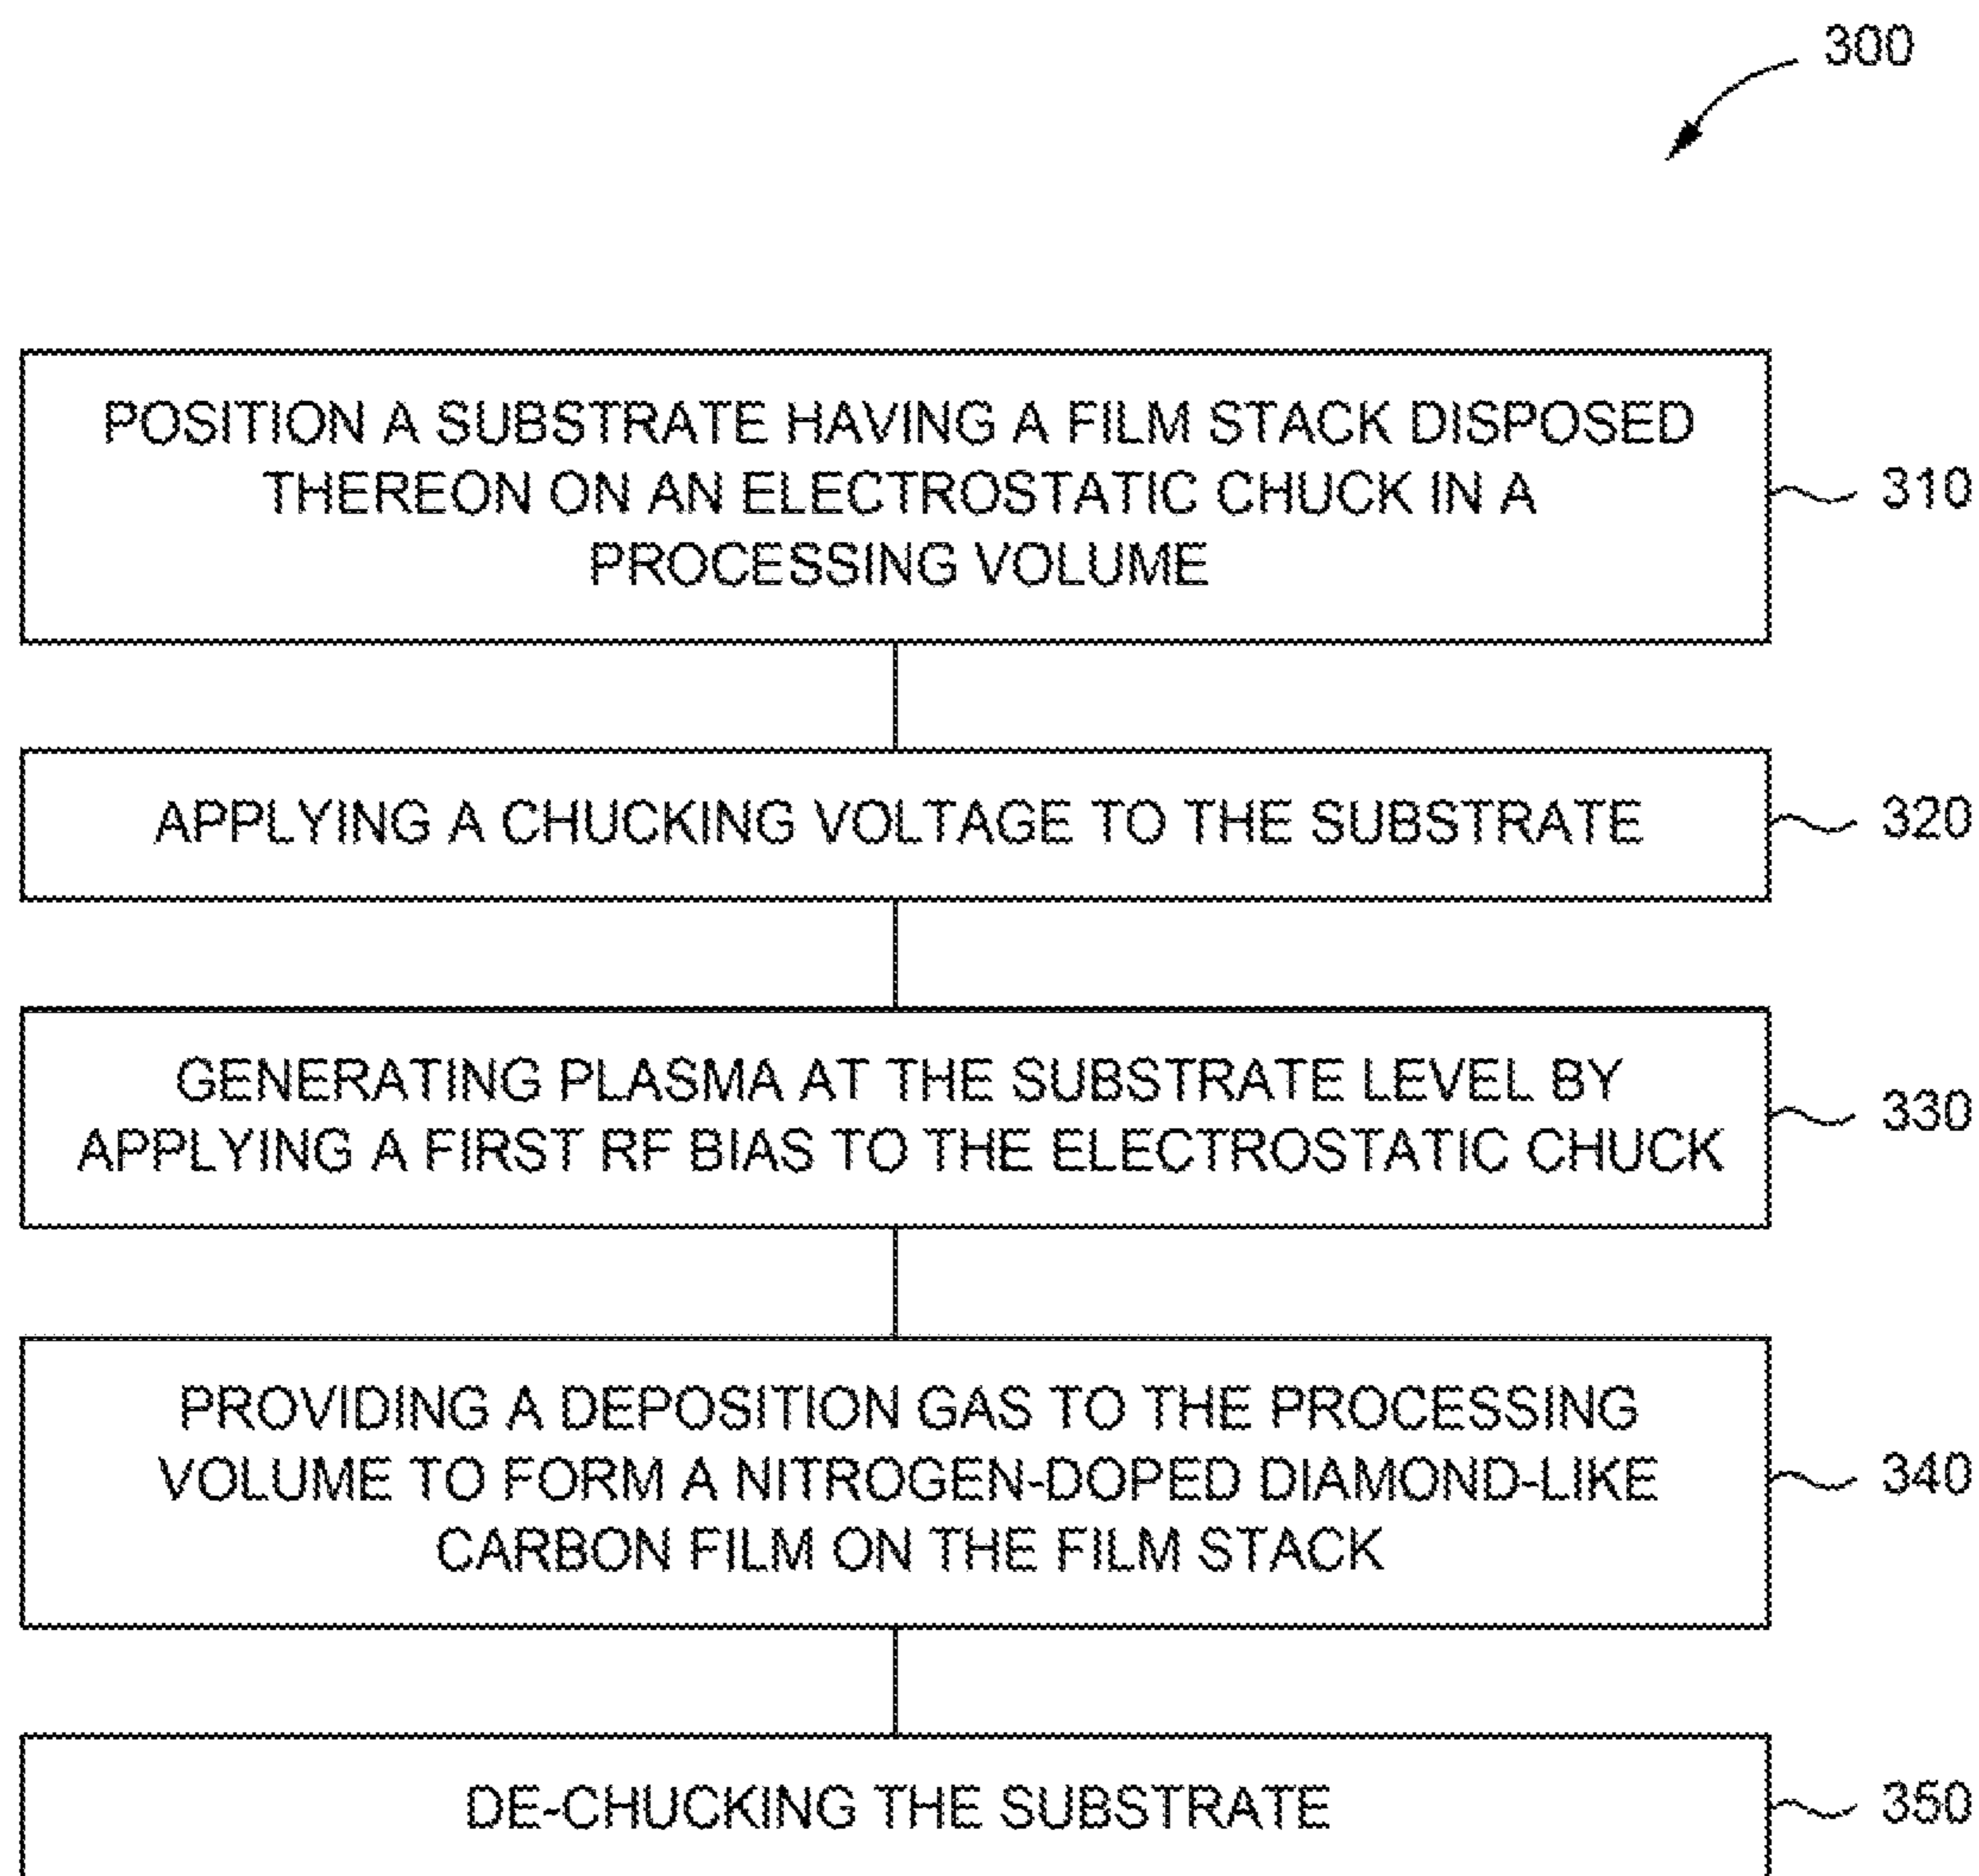 300
POSITION A SUBSTRATE HAVING A FILM STACK DISPOSED
THEREON ON AN ELECTROSTATIC CHUCK IN A
PROCESSING VOLUME
310
APPLYING A CHUCKING VOLTAGE TO THE SUBSTRATE
320
GENERATING PLASMA AT THE SUBSTRATE LEVEL BY
APPLYING A FIRST RF BIAS TO THE ELECTROSTATIC CHUCK
330
PROVIDING A DEPOSITION GAS TO THE PROCESSING
VOLUME TO FORM A NITROGEN-DOPED DIAMOND-LIKE
CARBON FILM ON THE FILM STACK
340
DE-CHUCKING THE SUBSTRATE
350